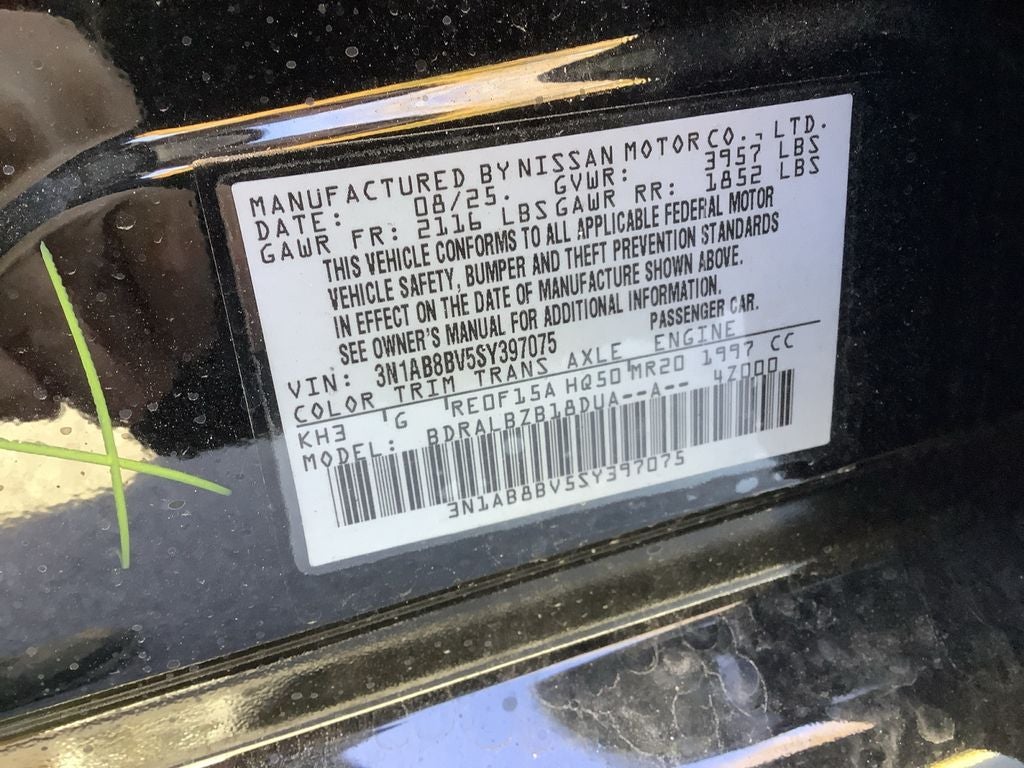 MANUFACTURED BY NISSAN MOTOR CO., LTD.
DATE: 08/25. GVWR: 3957 LBS
GAWR FR: 2116 LBS GAWR RR: 1852 LBS
THIS VEHICLE CONFORMS TO ALL APPLICABLE FEDERAL MOTOR
VEHICLE SAFETY, BUMPER AND THEFT PREVENTION STANDARDS
IN EFFECT ON THE DATE OF MANUFACTURE SHOWN ABOVE.
SEE OWNER'S MANUAL FOR ADDITIONAL INFORMATION.
VIN: 3N1AB8BV5SY397075 PASSENGER CAR.
COLOR TRIM TRANS AXLE ENGINE
KH3 'G 'RE0F15A HQ50 MR20 1997 CC
MODEL: BDRALBZB18DUA--A-- 4Z000
3N1AB8BV5SY397075